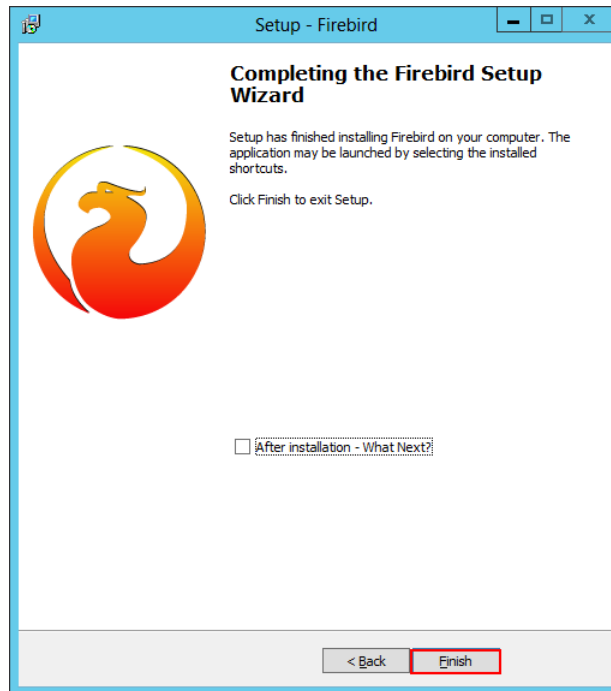 Setup - Firebird
Completing the Firebird Setup
Wizard
Setup has finished installing Firebird on your computer. The
application may be launched by selecting the installed
shortcuts.
Click Finish to exit Setup.
After installation - What Next?
< Back
Finish